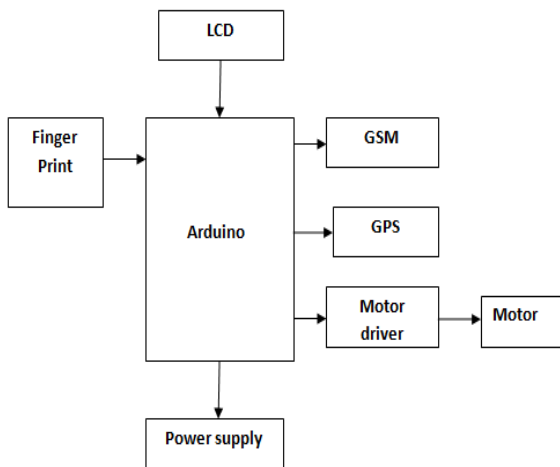 LCD
Finger
Print
Arduino
GSM
GPS
Motor
driver
Motor
Power supply